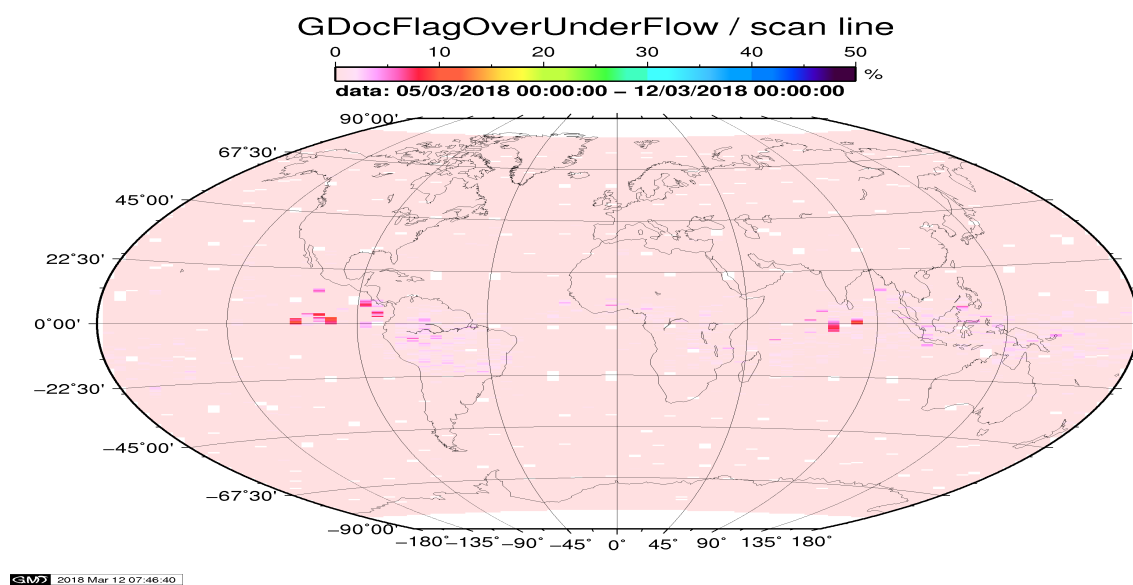 GDocFlagOverUnderFlow / scan line
0 10 20 30 40 50
%
data: 05/03/2018 00:00:00 – 12/03/2018 00:00:00
90°00'
67°30'
45°00'
22°30'
0°00'
–22°30'
–45°00'
–67°30'
–90°00'
–180° –135° –90° –45° 0° 45° 90° 135° 180°
GMD 2018 Mar 12 07:46:40